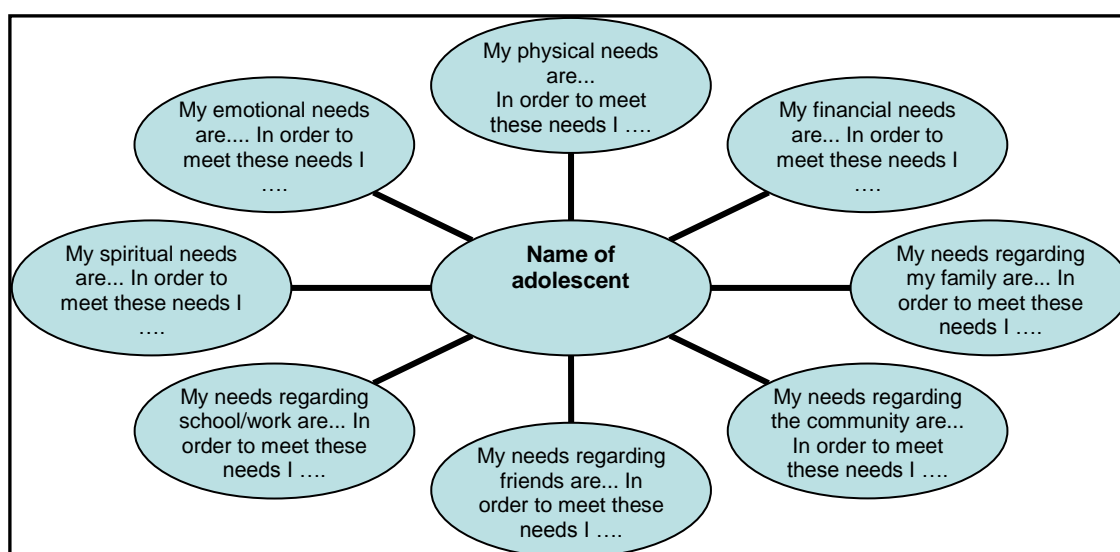 My physical needs
are...
In order to meet
these needs I ….
My emotional needs
are.... In order to
meet these needs I
….
My financial needs
are... In order to
meet these needs I
….
My spiritual needs
are... In order to
meet these needs I
….
Name of
adolescent
My needs regarding
my family are... In
order to meet these
needs I ….
My needs regarding
school/work are... In
order to meet these
needs I ….
My needs regarding
friends are... In
order to meet these
needs I ….
My needs regarding
the community are...
In order to meet
these needs I ….